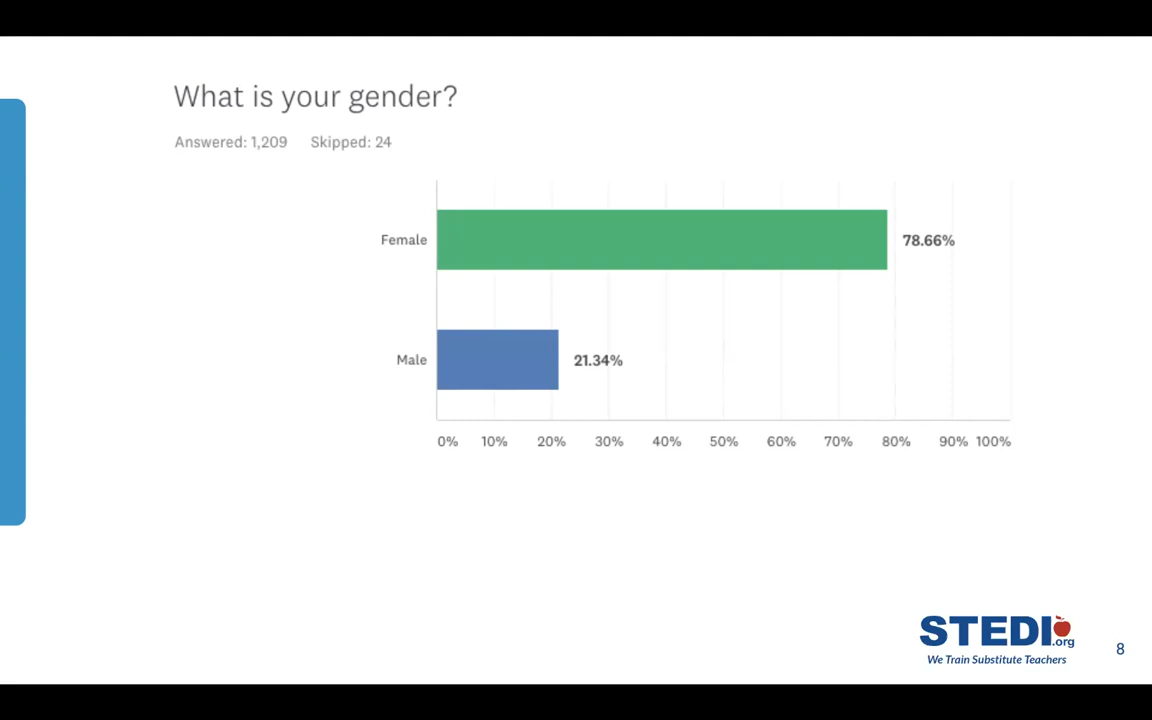 What is your gender?
Answered: 1,209 Skipped: 24
Female 78.66%
Male 21.34%
0% 10% 20% 30% 40% 50% 60% 70% 80% 90% 100%
STEDI.org
We Train Substitute Teachers
8